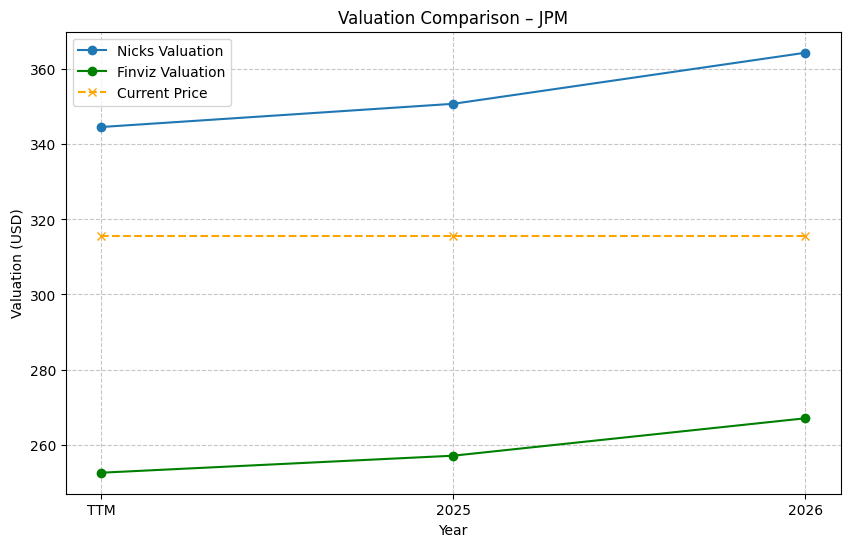 Valuation Comparison – JPM
Nicks Valuation
Finviz Valuation
Current Price
Valuation (USD)
360
340
320
300
280
260
TTM
2025
2026
Year